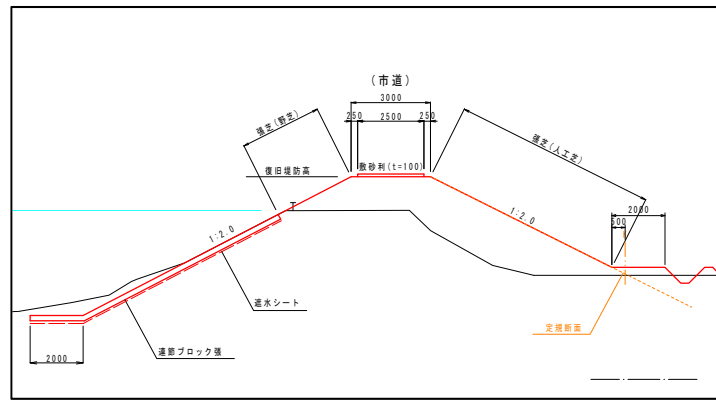 (市道)
3000
250
2500
250
張芝(野芝)
張芝(人工芝)
復旧堤防高
敷砂利(t=100)
1:2.0
1:2.0
2000
500
遮水シート
連節ブロック張
2000
定規断面